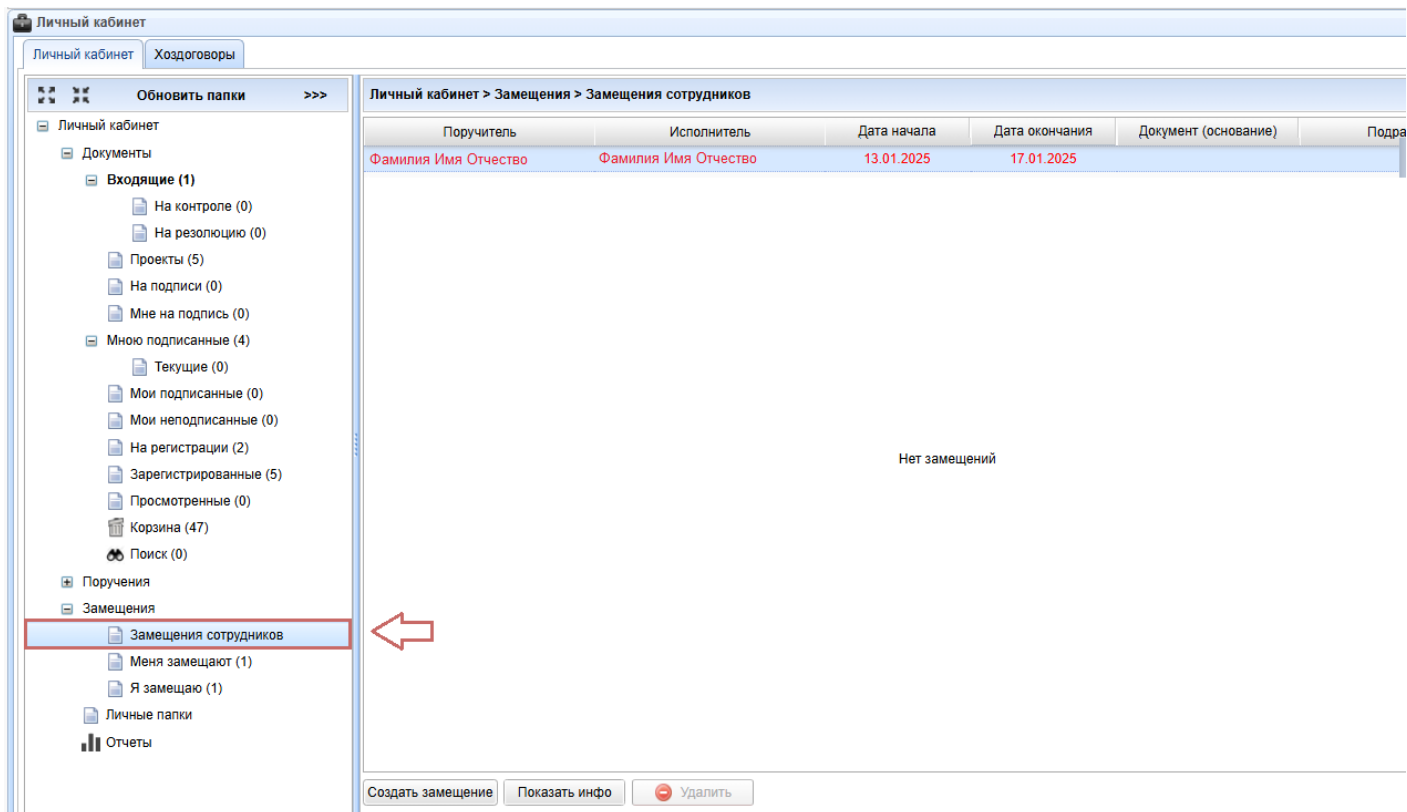 Личный кабинет
Личный кабинет Хоздоговоры
Обновить папки >>>
Личный кабинет
Документы
Входящие (1)
На контроле (0)
На резолюцию (0)
Проекты (5)
На подписи (0)
Мне на подпись (0)
Мною подписанные (4)
Текущие (0)
Мои подписанные (0)
Мои неподписанные (0)
На регистрации (2)
Зарегистрированные (5)
Просмотренные (0)
Корзина (47)
Поиск (0)
Поручения
Замещения
Замещения сотрудников
Меня замещают (1)
Я замещаю (1)
Личные папки
Отчеты
Личный кабинет > Замещения > Замещения сотрудников
Поручитель Исполнитель Дата начала Дата окончания Документ (основание) Подра
Фамилия Имя Отчество Фамилия Имя Отчество 13.01.2025 17.01.2025
Нет замещений
Создать замещение Показать инфо Удалить